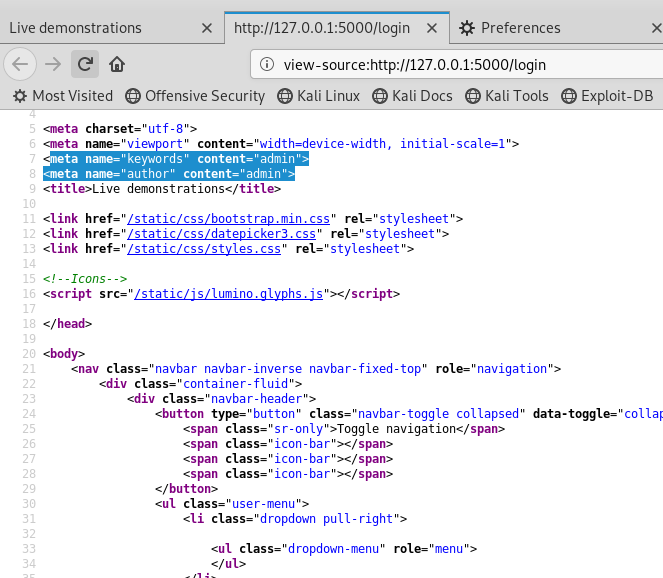 Live demonstrations × http://127.0.0.1:5000/login × Preferences ×
view-source:http://127.0.0.1:5000/login
Most Visited Offensive Security Kali Linux Kali Docs Kali Tools Exploit-DB
4
5 <meta charset="utf-8">
6 <meta name="viewport" content="width=device-width, initial-scale=1">
7 <meta name="keywords" content="admin">
8 <meta name="author" content="admin">
9 <title>Live demonstrations</title>
10
11 <link href="/static/css/bootstrap.min.css" rel="stylesheet">
12 <link href="/static/css/datepicker3.css" rel="stylesheet">
13 <link href="/static/css/styles.css" rel="stylesheet">
14
15 <!--Icons-->
16 <script src="/static/js/lumino.glyphs.js"></script>
17
18 </head>
19
20 <body>
21 <nav class="navbar navbar-inverse navbar-fixed-top" role="navigation">
22 <div class="container-fluid">
23 <div class="navbar-header">
24 <button type="button" class="navbar-toggle collapsed" data-toggle="collap
25 <span class="sr-only">Toggle navigation</span>
26 <span class="icon-bar"></span>
27 <span class="icon-bar"></span>
28 <span class="icon-bar"></span>
29 </button>
30 <ul class="user-menu">
31 <li class="dropdown pull-right">
32
33 <ul class="dropdown-menu" role="menu">
34 </ul>
35 </li>